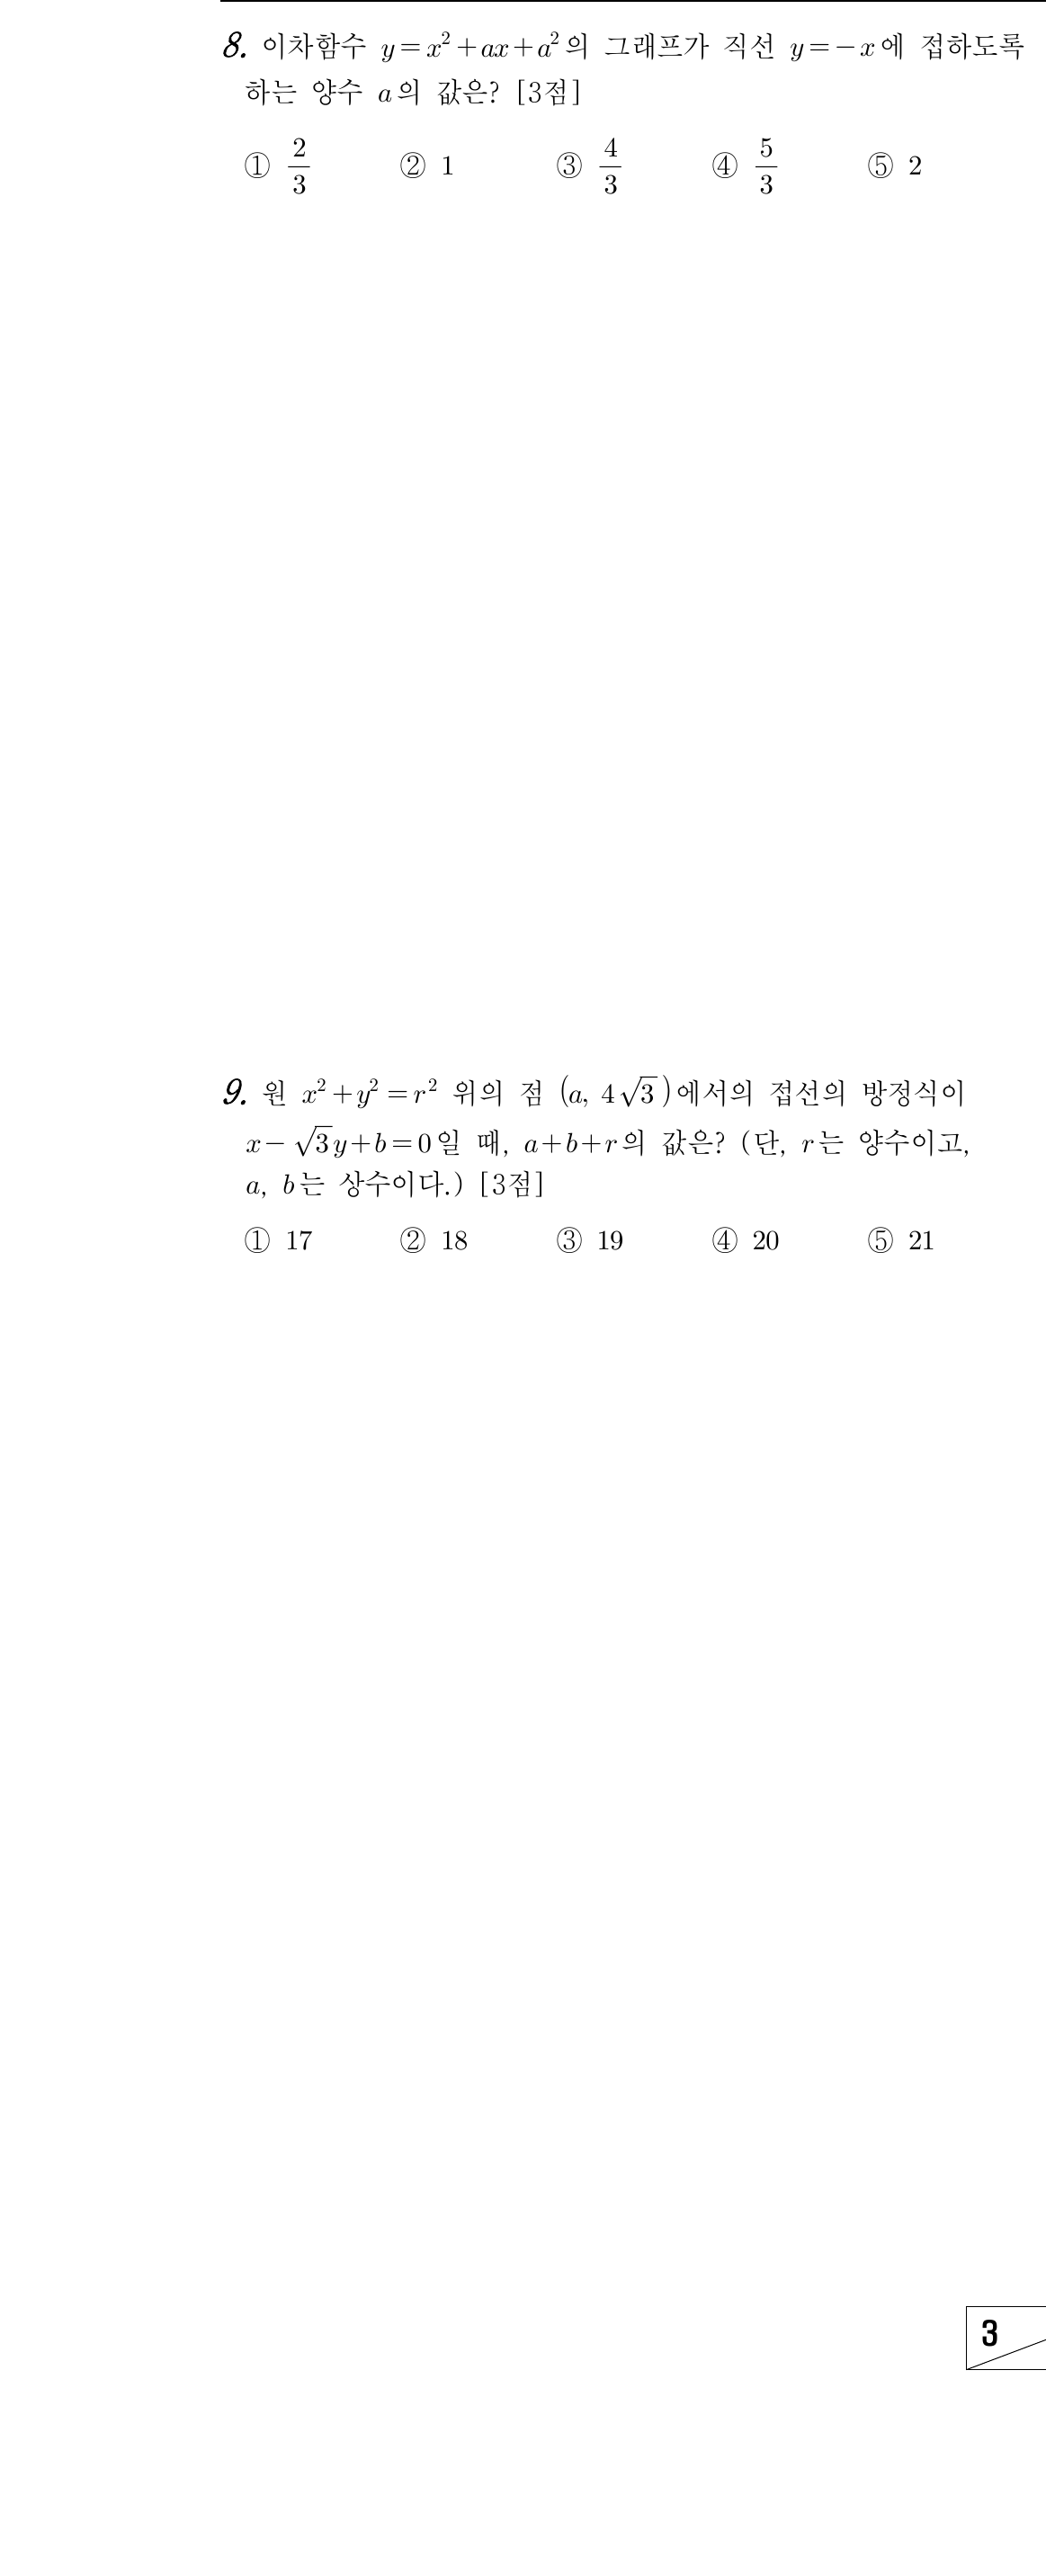 8. 이차함수 y=x²+ax+a²의 그래프가 직선 y=-x에 접하도록
하는 양수 a의 값은? [3점]
① 2/3 ② 1 ③ 4/3 ④ 5/3 ⑤ 2
9. 원 x²+y²=r² 위의 점 (a, 4√3)에서의 접선의 방정식이
x-√3y+b=0일 때, a+b+r의 값은? (단, r는 양수이고,
a, b는 상수이다.) [3점]
① 17 ② 18 ③ 19 ④ 20 ⑤ 21
3